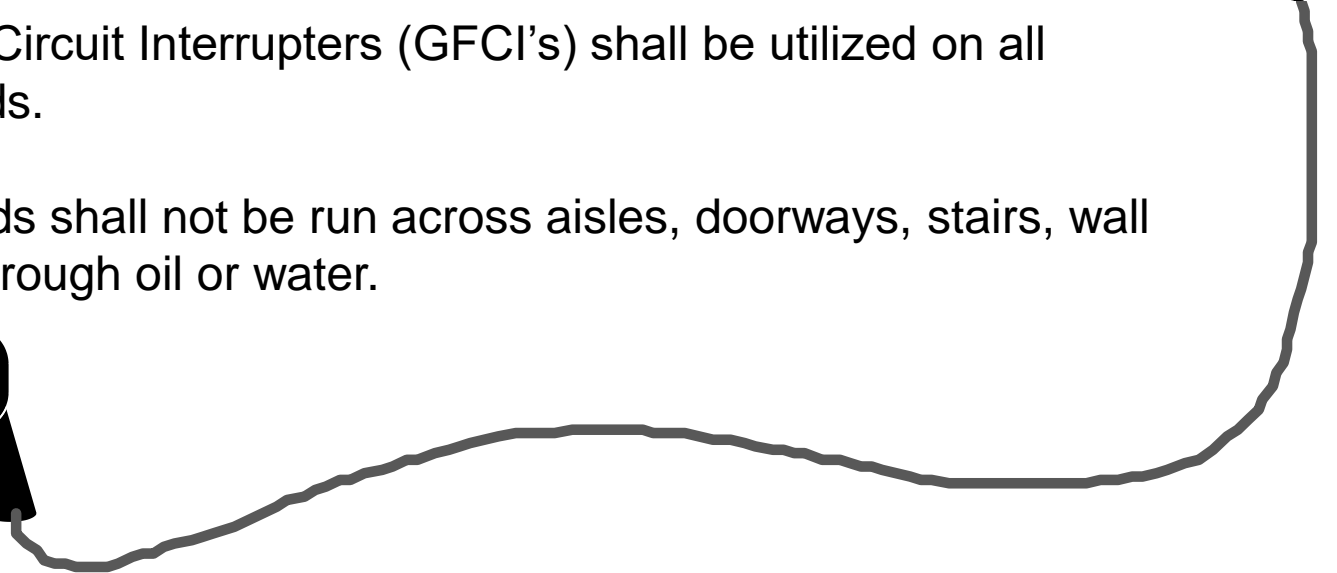 Circuit Interrupters (GFCI’s) shall be utilized on all
ds.
ds shall not be run across aisles, doorways, stairs, wall
rough oil or water.